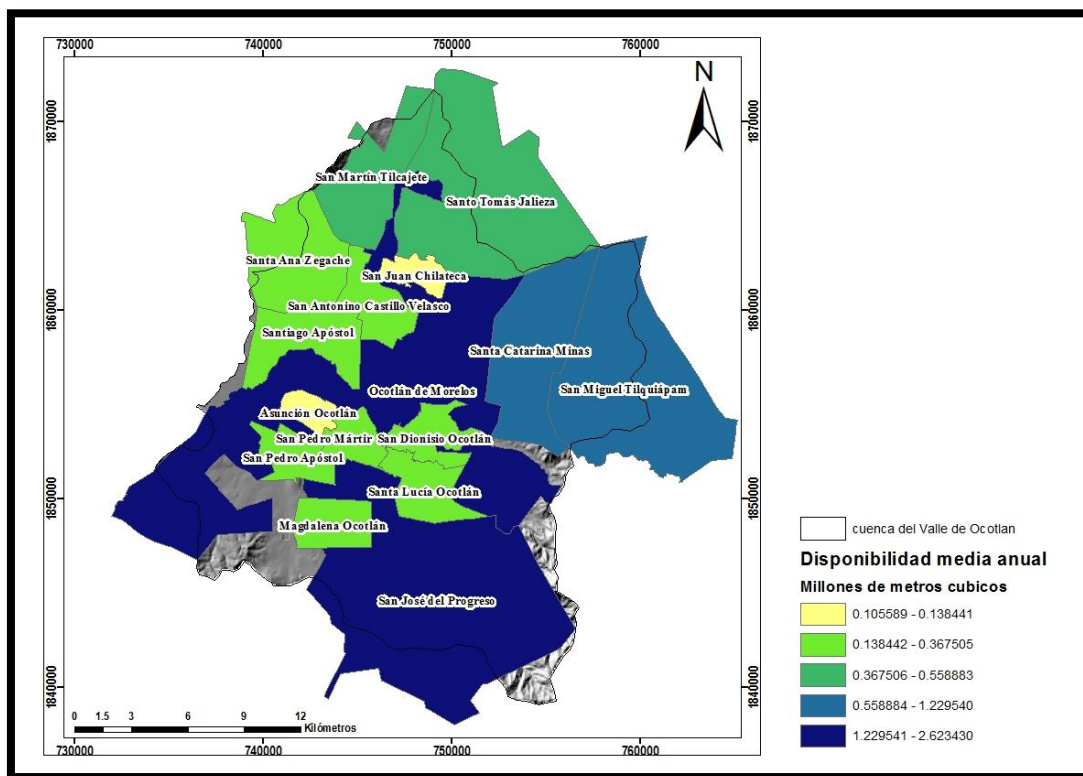 730000 740000 750000 760000
N
1870000 1870000
San Martín Tilcajete
Santo Tomás Jalieza
Santa Ana Zegache
San Juan Chilateca
San Antonino Castillo Velasco
1860000 1860000
Santiago Apóstol
Santa Catarina Minas
Ocotlán de Morelos
San Miguel Tilquiápam
Asunción Ocotlán
San Pedro Mártir
San Dionisio Ocotlán
San Pedro Apóstol
Santa Lucía Ocotlán
1850000 1850000
Magdalena Ocotlán
San José del Progreso
1840000 1840000
0 1.5 3 6 9 12
Kilómetros
730000 740000 750000 760000
cuenca del Valle de Ocotlan
Disponibilidad media anual
Millones de metros cubicos
0.105589 - 0.138441
0.138442 - 0.367505
0.367506 - 0.558883
0.558884 - 1.229540
1.229541 - 2.623430